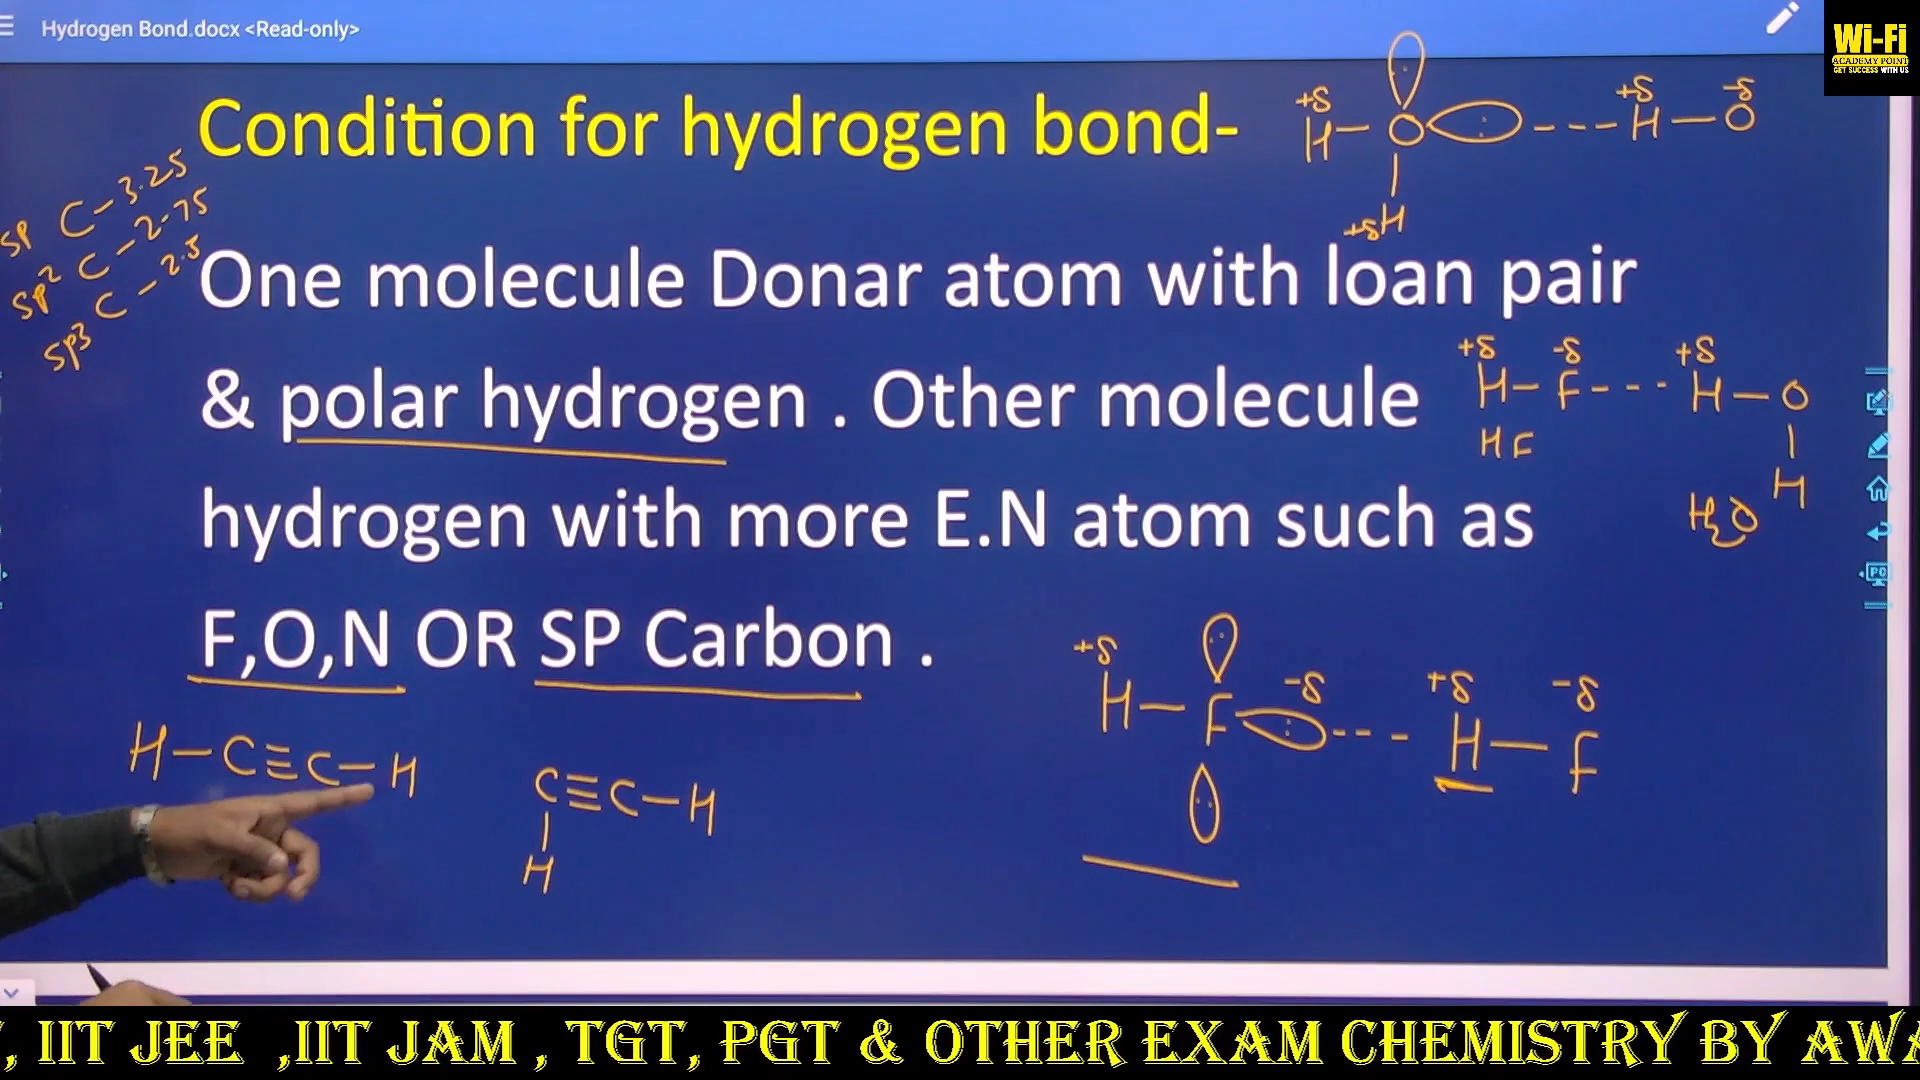 Hydrogen Bond.docx <Read-only>
Wi-Fi
ACADEMY POINT
GET SUCCESS WITH US
Condition for hydrogen bond-
+δ
H–O---H–O
+δ -δ
+δH
SP C–3.25
SP2 C–2.75
SP3 C–2.5
One molecule Donar atom with loan pair
& polar hydrogen . Other molecule
+δ -δ +δ
H–F---H–O
H F
H
H2O
hydrogen with more E.N atom such as
F,O,N OR SP Carbon .
+δ -δ +δ -δ
H–F---H–F
H–C≡C–H
C≡C–H
H
PC
, IIT JEE ,IIT JAM , TGT, PGT & OTHER EXAM CHEMISTRY BY AWA